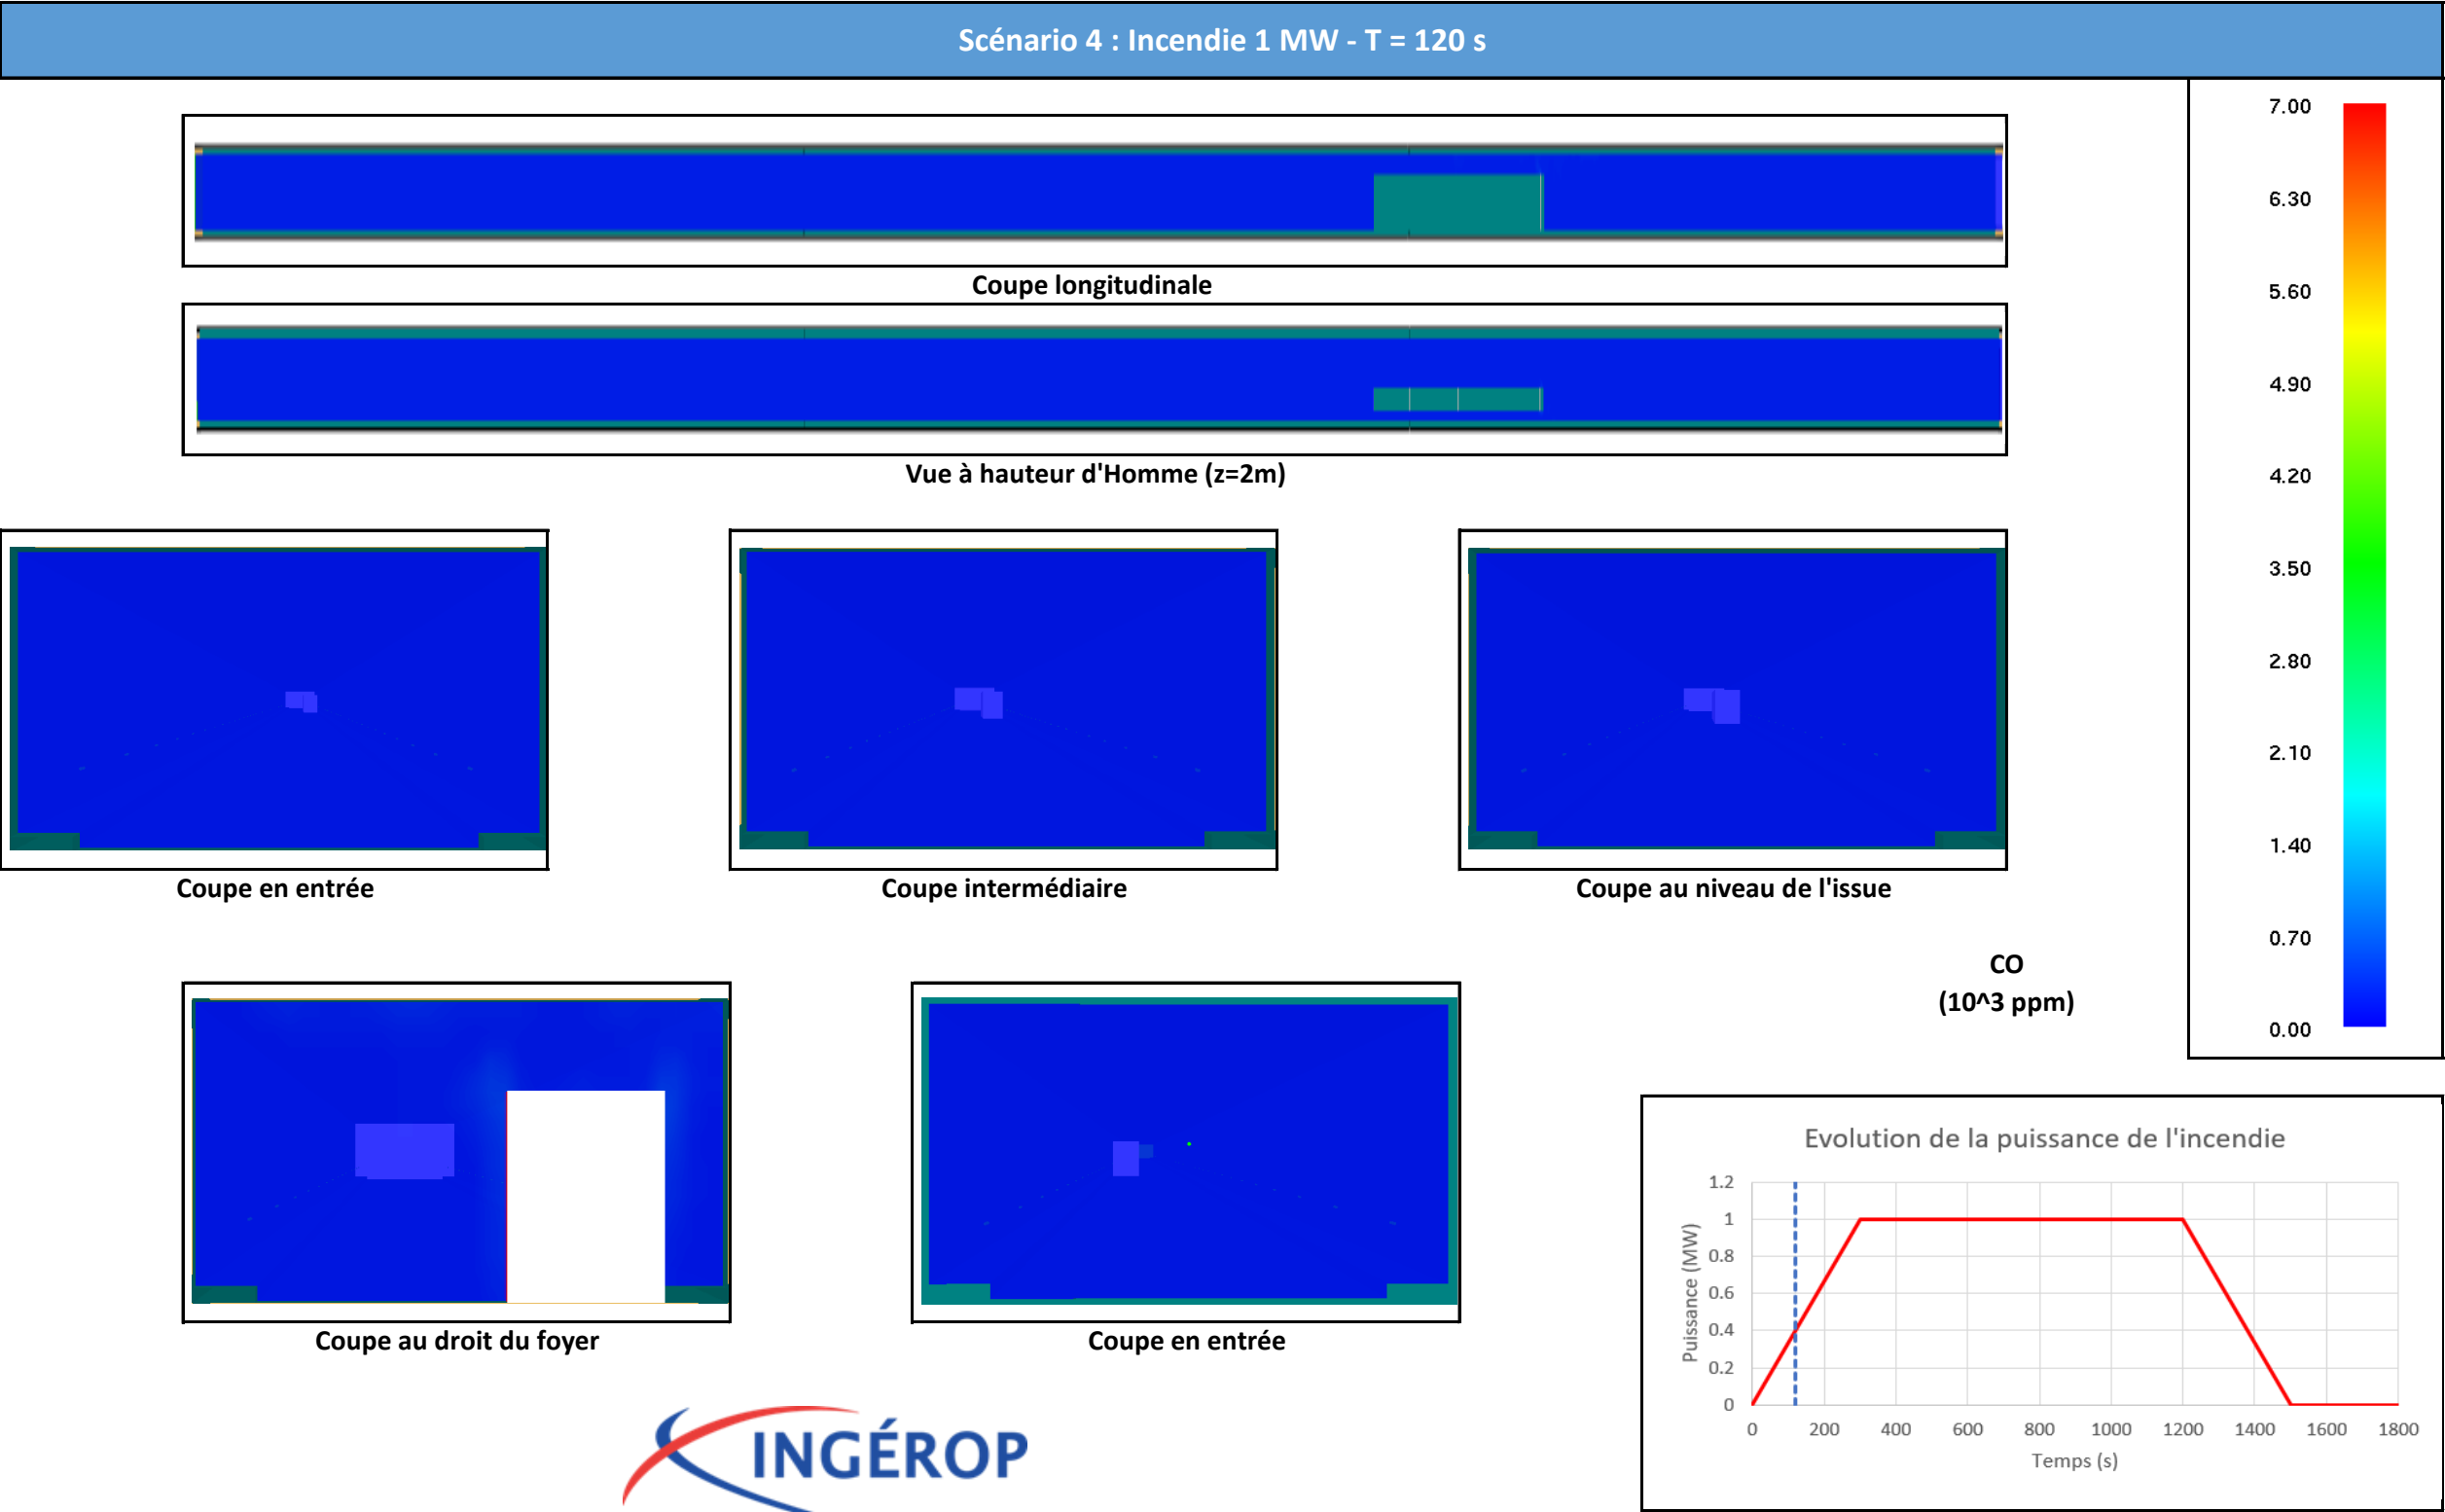 Scénario 4 : Incendie 1 MW - T = 120 s
Coupe longitudinale
Vue à hauteur d'Homme (z=2m)
Coupe en entrée
Coupe intermédiaire
Coupe au niveau de l'issue
Coupe au droit du foyer
Coupe en entrée
CO
(10^3 ppm)
7.00
6.30
5.60
4.90
4.20
3.50
2.80
2.10
1.40
0.70
0.00
Evolution de la puissance de l'incendie
Puissance (MW)
1.2
1
0.8
0.6
0.4
0.2
0
0 200 400 600 800 1000 1200 1400 1600 1800
Temps (s)
INGÉROP